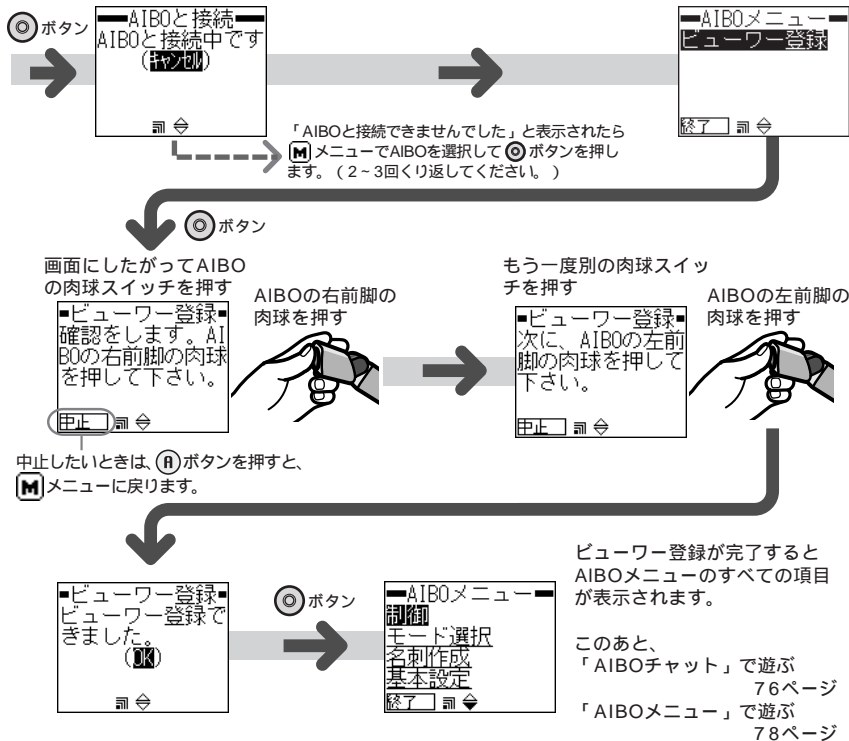 ボタン
━AIBOと接続━
AIBOと接続中です
(キャンセル)
━AIBOメニュー━
ビューワー登録
終了
「AIBOと接続できませんでした」と表示されたら
MメニューでAIBOを選択して◎ボタンを押し
ます。(2~3回くり返してください。)
ボタン
画面にしたがってAIBO
の肉球スイッチを押す
■ビューワー登録■
確認をします。AI
BOの右前脚の肉球
を押して下さい。
中止
AIBOの右前脚の
肉球を押す
もう一度別の肉球スイッ
チを押す
■ビューワー登録■
次に、AIBOの左前
脚の肉球を押して
下さい。
中止
AIBOの左前脚の
肉球を押す
中止したいときは、Aボタンを押すと、
Mメニューに戻ります。
■ビューワー登録■
ビューワー登録で
きました。
(OK)
ボタン
━AIBOメニュー━
制御
モード選択
名刺作成
基本設定
終了
ビューワー登録が完了すると
AIBOメニューのすべての項目
が表示されます。
このあと、
「AIBOチャット」で遊ぶ
76ページ
「AIBOメニュー」で遊ぶ
78ページ